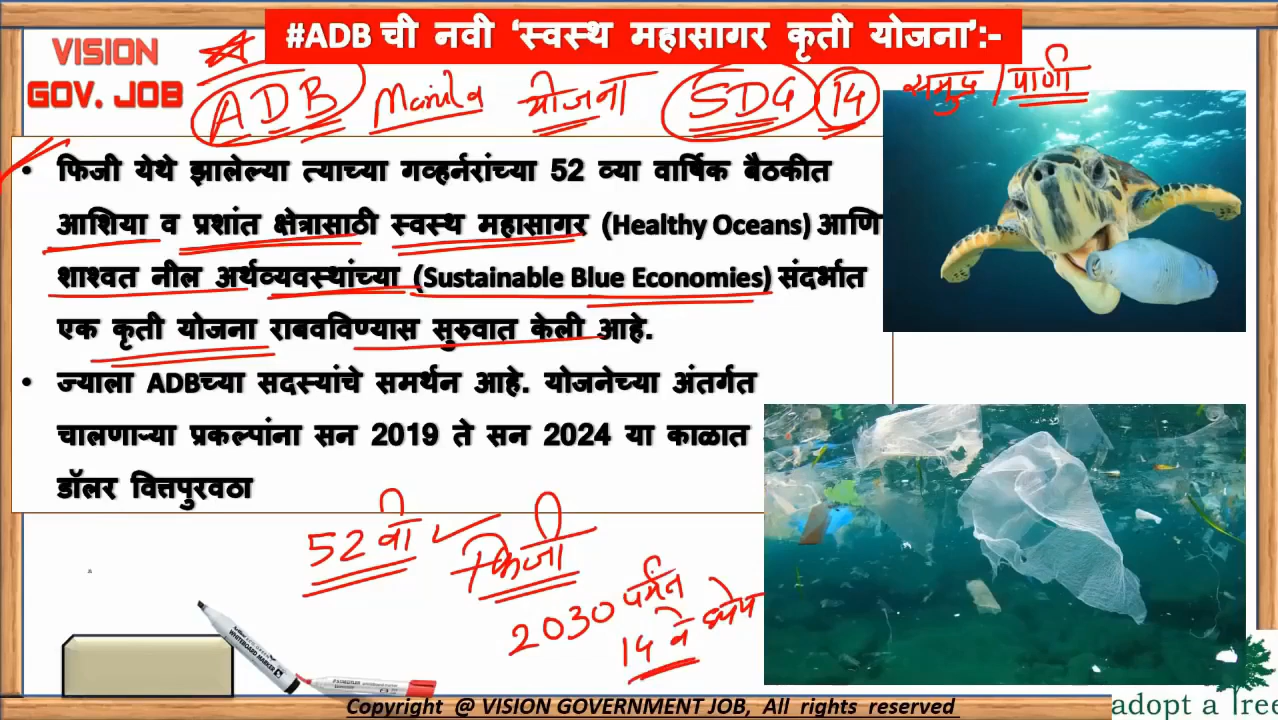 #ADB ची नवी ‘स्वस्थ महासागर कृती योजना’:-
VISION
GOV. JOB
ADB Manila योजना SDG 14 समुद्र / पाणी
• फिजी येथे झालेल्या त्याच्या गव्हर्नरांच्या 52 व्या वार्षिक बैठकीत
आशिया व प्रशांत क्षेत्रासाठी स्वस्थ महासागर (Healthy Oceans) आणि
शाश्वत नील अर्थव्यवस्थांच्या (Sustainable Blue Economies) संदर्भात
एक कृती योजना राबवविण्यास सुरुवात केली आहे.
• ज्याला ADBच्या सदस्यांचे समर्थन आहे. योजनेच्या अंतर्गत
चालणाऱ्या प्रकल्पांना सन 2019 ते सन 2024 या काळात
डॉलर वित्तपुरवठा
52 वी फिजी
2030 पर्यंत
14 वे ध्येय
WHITEBOARD MARKER
Copyright @ VISION GOVERNMENT JOB, All rights reserved
adopt a Tree